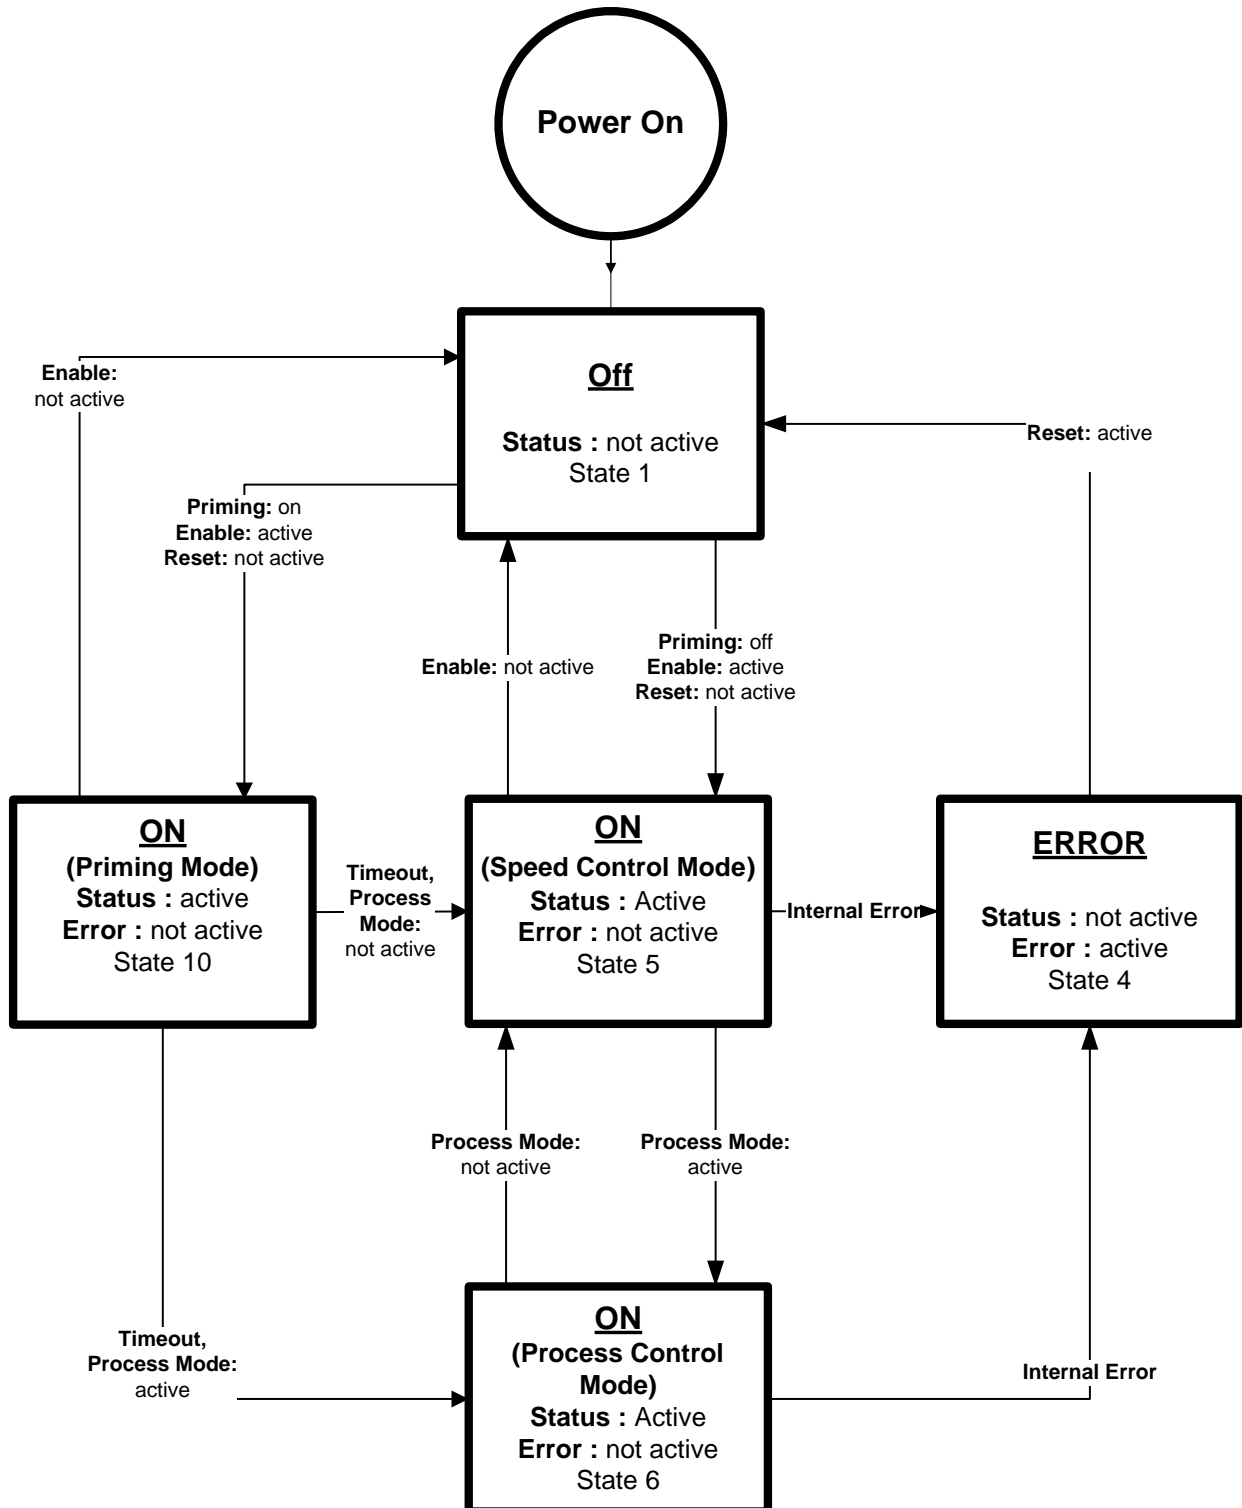 Power On
Off
Status : not active
State 1
Enable:
not active
Reset: active
Priming: on
Enable: active
Reset: not active
Enable: not active
Priming: off
Enable: active
Reset: not active
ON
(Priming Mode)
Status : active
Error : not active
State 10
Timeout,
Process
Mode:
not active
ON
(Speed Control Mode)
Status : Active
Error : not active
State 5
Internal Error
ERROR
Status : not active
Error : active
State 4
Process Mode:
not active
Process Mode:
active
Timeout,
Process Mode:
active
ON
(Process Control
Mode)
Status : Active
Error : not active
State 6
Internal Error